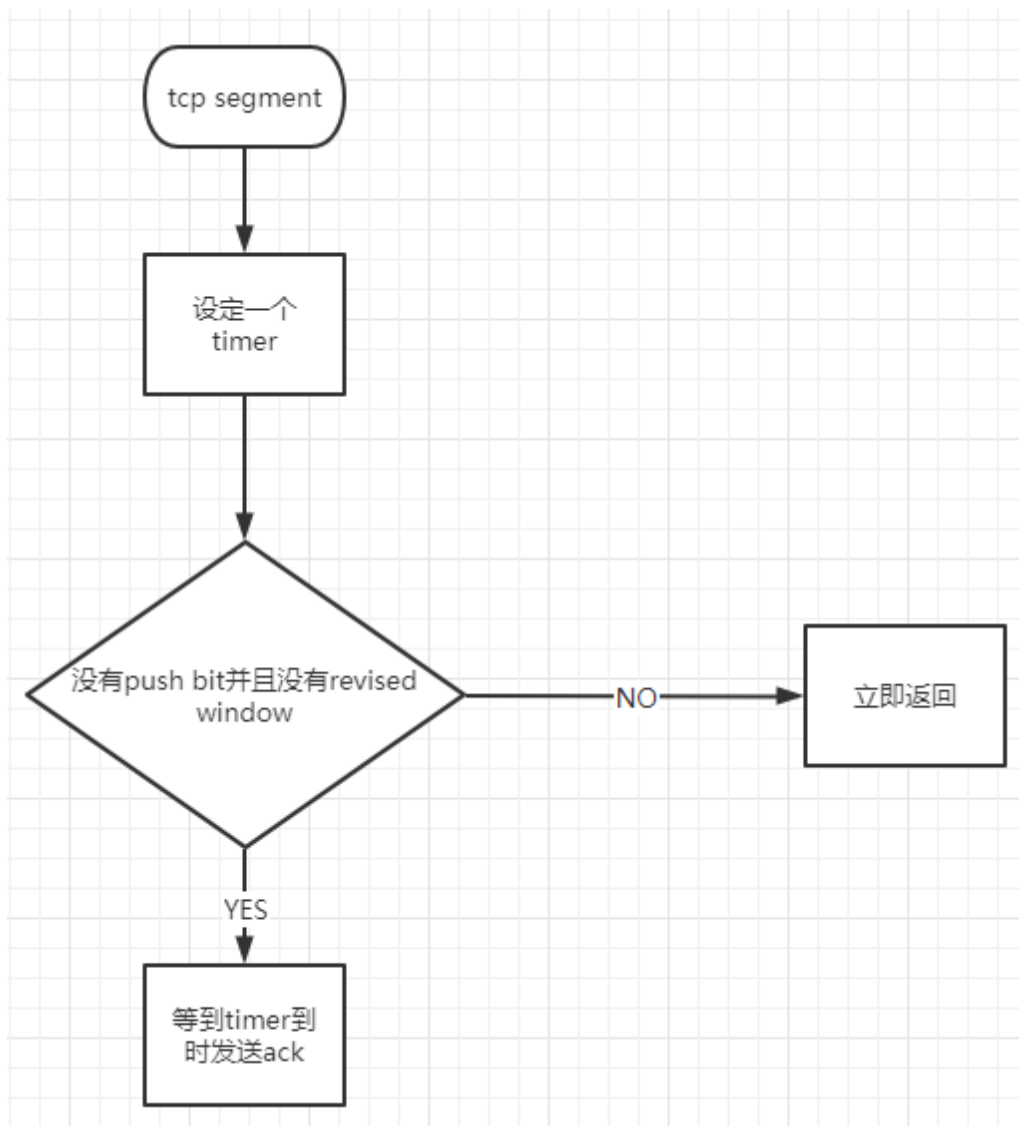 tcp segment
设定一个
timer
没有push bit并且没有revised
window
NO
立即返回
YES
等到timer到
时发送ack